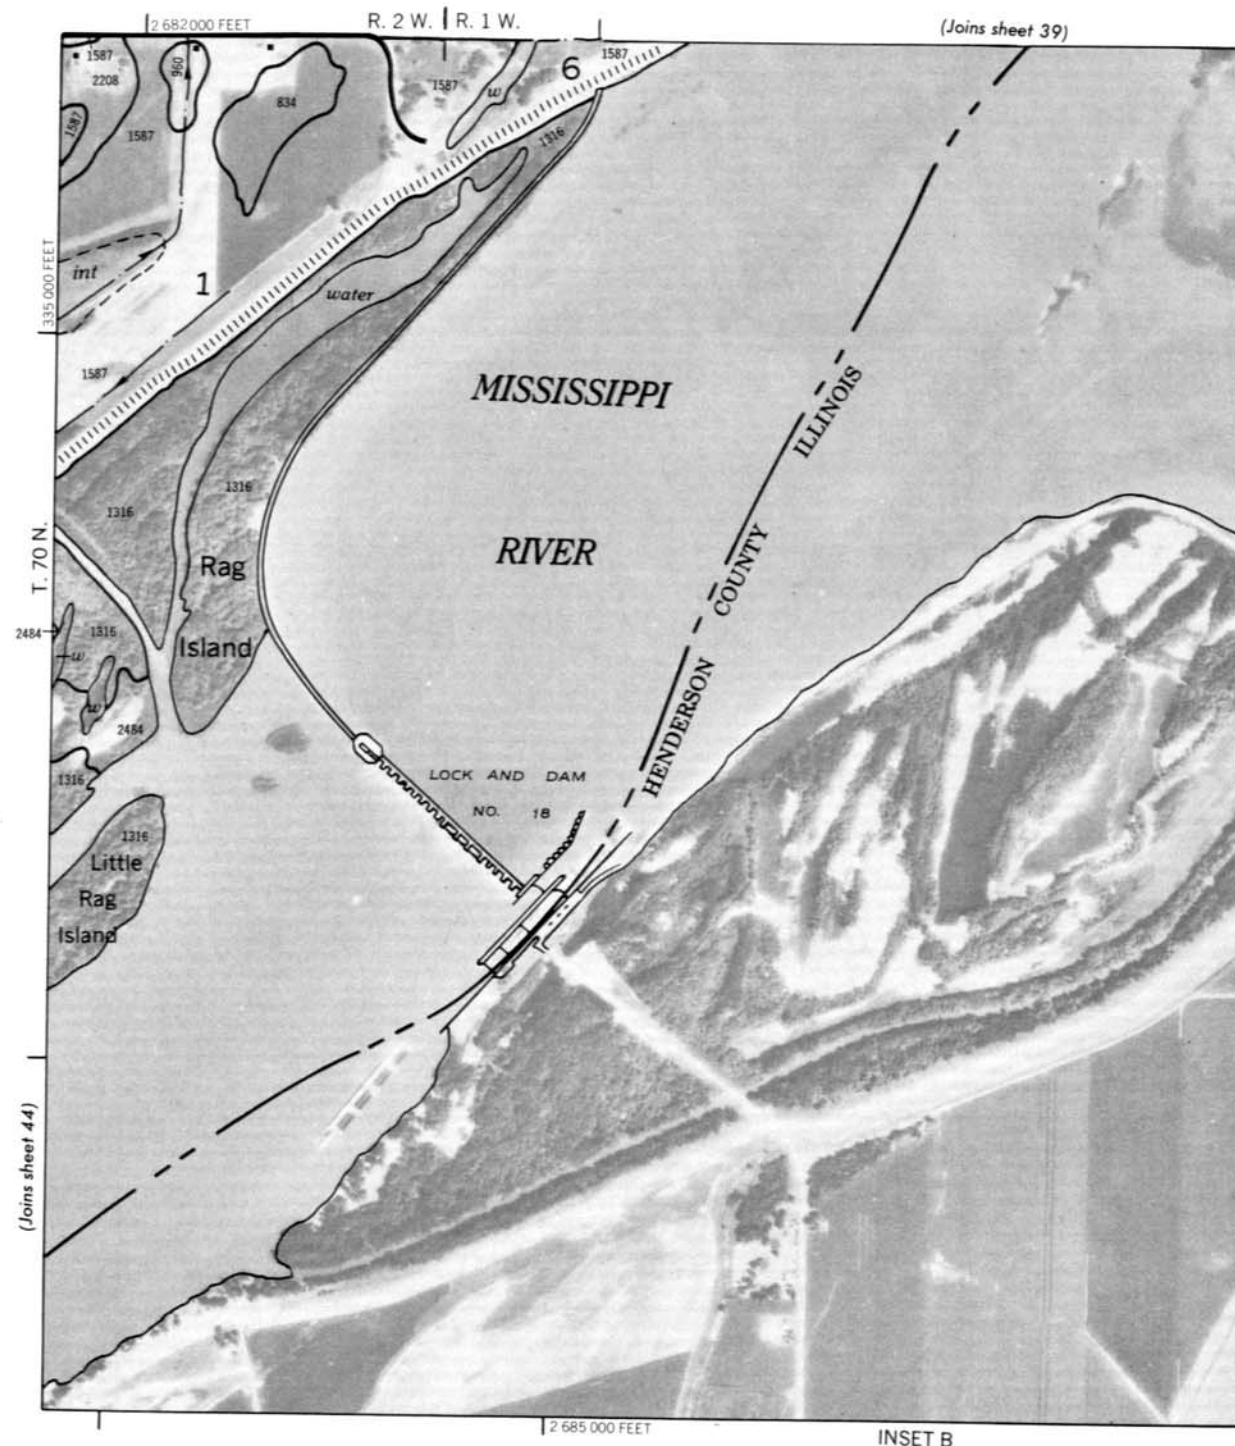 2 682 000 FEET
R. 2 W.
R. 1 W.
(Joins sheet 39)
1587
2208
960
834
1587
1587
1587
6
1587
w
1316
335 000 FEET
int
1
water
1587
MISSISSIPPI
RIVER
HENDERSON COUNTY ILLINOIS
1316
1316
T. 70 N.
Rag
Island
2484
1316
w
w
2484
1316
LOCK AND DAM
NO. 18
1316
Little
Rag
Island
(Joins sheet 44)
2 685 000 FEET
INSET B